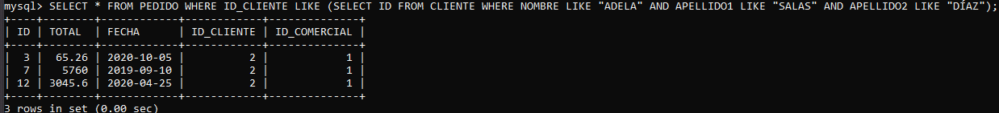 mysql> SELECT * FROM PEDIDO WHERE ID_CLIENTE LIKE (SELECT ID FROM CLIENTE WHERE NOMBRE LIKE "ADELA" AND APELLIDO1 LIKE "SALAS" AND APELLIDO2 LIKE "DÍAZ");
+----+--------+------------+------------+--------------+
| ID | TOTAL  | FECHA      | ID_CLIENTE | ID_COMERCIAL |
+----+--------+------------+------------+--------------+
|  3 |  65.26 | 2020-10-05 |          2 |            1 |
|  7 |   5760 | 2019-09-10 |          2 |            1 |
| 12 | 3045.6 | 2020-04-25 |          2 |            1 |
+----+--------+------------+------------+--------------+
3 rows in set (0.00 sec)